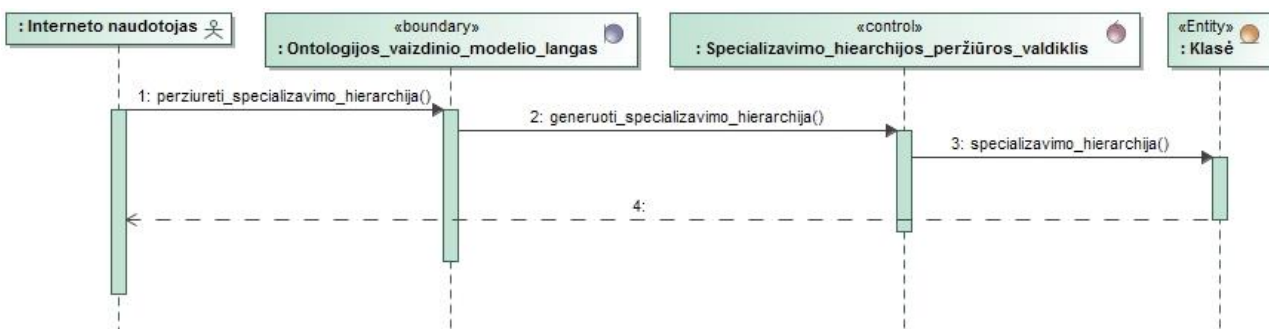 : Interneto naudotojas
«boundary»
: Ontologijos_vaizdinio_modelio_langas
«control»
: Specializavimo_hiearchijos_peržiūros_valdiklis
«Entity»
: Klasė
1: perziureti_specializavimo_hierarchija()
2: generuoti_specializavimo_hierarchija()
3: specializavimo_hierarchija()
4: